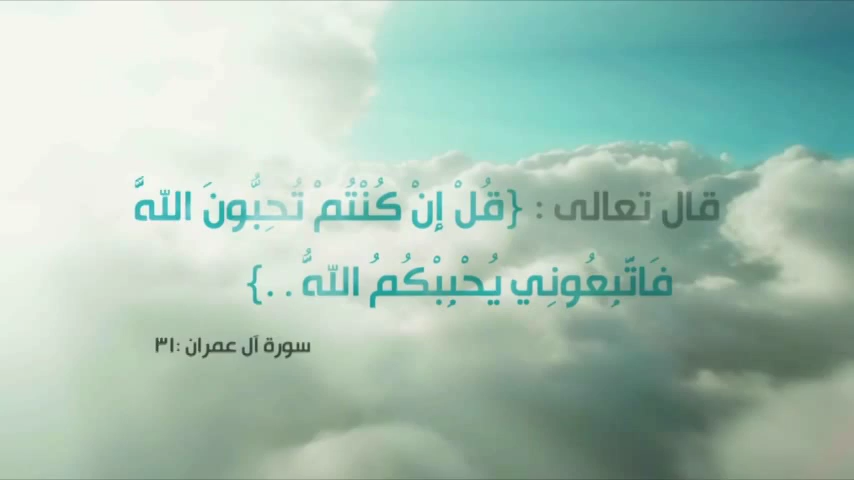 قال تعالى : {قُلْ إِنْ كُنْتُمْ تُحِبُّونَ اللَّهَ
فَاتَّبِعُونِي يُحْبِبْكُمُ اللَّهُ . .}
سورة آل عمران :٣١